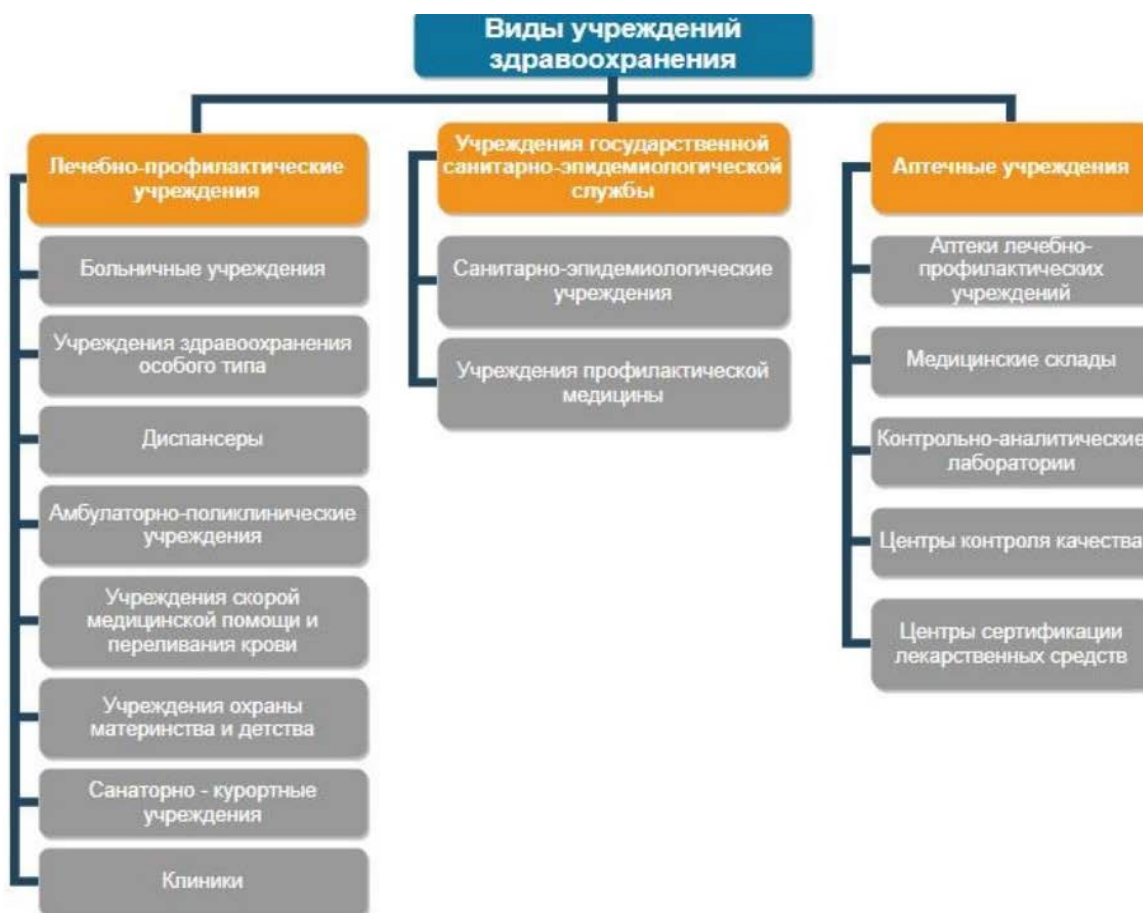 Виды учреждений
здравоохранения
Лечебно-профилактические
учреждения
Больничные учреждения
Учреждения здравоохранения
особого типа
Диспансеры
Амбулаторно-поликлинические
учреждения
Учреждения скорой
медицинской помощи и
переливания крови
Учреждения охраны
материнства и детства
Санаторно - курортные
учреждения
Клиники
Учреждения государственной
санитарно-эпидемиологической
службы
Санитарно-эпидемиологические
учреждения
Учреждения профилактической
медицины
Аптечные учреждения
Аптеки лечебно-
профилактических
учреждений
Медицинские склады
Контрольно-аналитические
лаборатории
Центры контроля качества
Центры сертификации
лекарственных средств